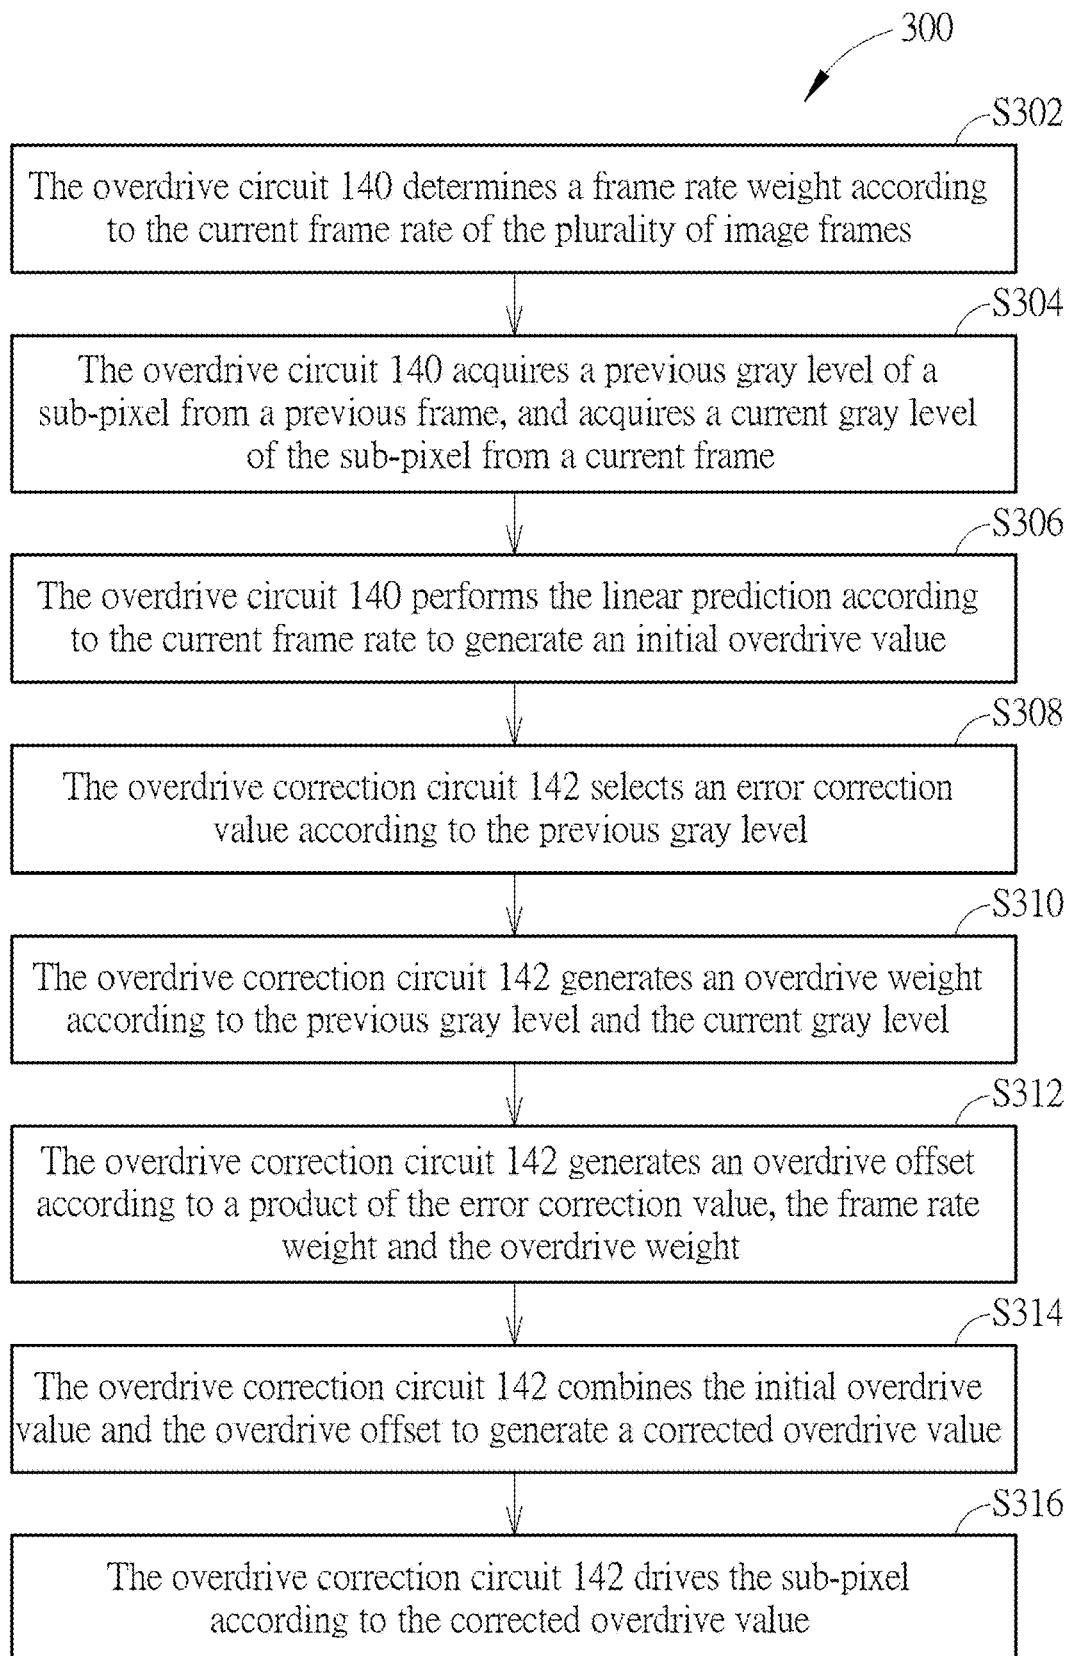 300
S302
The overdrive circuit 140 determines a frame rate weight according
to the current frame rate of the plurality of image frames
S304
The overdrive circuit 140 acquires a previous gray level of a
sub-pixel from a previous frame, and acquires a current gray level
of the sub-pixel from a current frame
S306
The overdrive circuit 140 performs the linear prediction according
to the current frame rate to generate an initial overdrive value
S308
The overdrive correction circuit 142 selects an error correction
value according to the previous gray level
S310
The overdrive correction circuit 142 generates an overdrive weight
according to the previous gray level and the current gray level
S312
The overdrive correction circuit 142 generates an overdrive offset
according to a product of the error correction value, the frame rate
weight and the overdrive weight
S314
The overdrive correction circuit 142 combines the initial overdrive
value and the overdrive offset to generate a corrected overdrive value
S316
The overdrive correction circuit 142 drives the sub-pixel
according to the corrected overdrive value